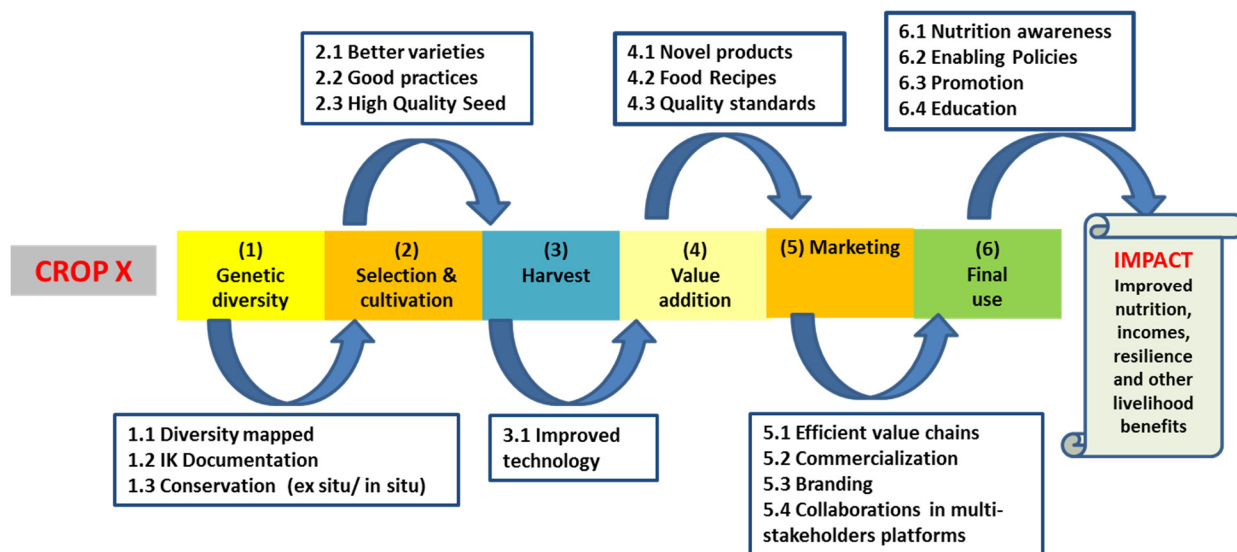 2.1 Better varieties
2.2 Good practices
2.3 High Quality Seed
4.1 Novel products
4.2 Food Recipes
4.3 Quality standards
6.1 Nutrition awareness
6.2 Enabling Policies
6.3 Promotion
6.4 Education
CROP X
(1)
Genetic
diversity
(2)
Selection &
cultivation
(3)
Harvest
(4)
Value
addition
(5) Marketing
(6)
Final
use
IMPACT
Improved
nutrition,
incomes,
resilience
and other
livelihood
benefits
1.1 Diversity mapped
1.2 IK Documentation
1.3 Conservation (ex situ/ in situ)
3.1 Improved
technology
5.1 Efficient value chains
5.2 Commercialization
5.3 Branding
5.4 Collaborations in multi-
stakeholders platforms